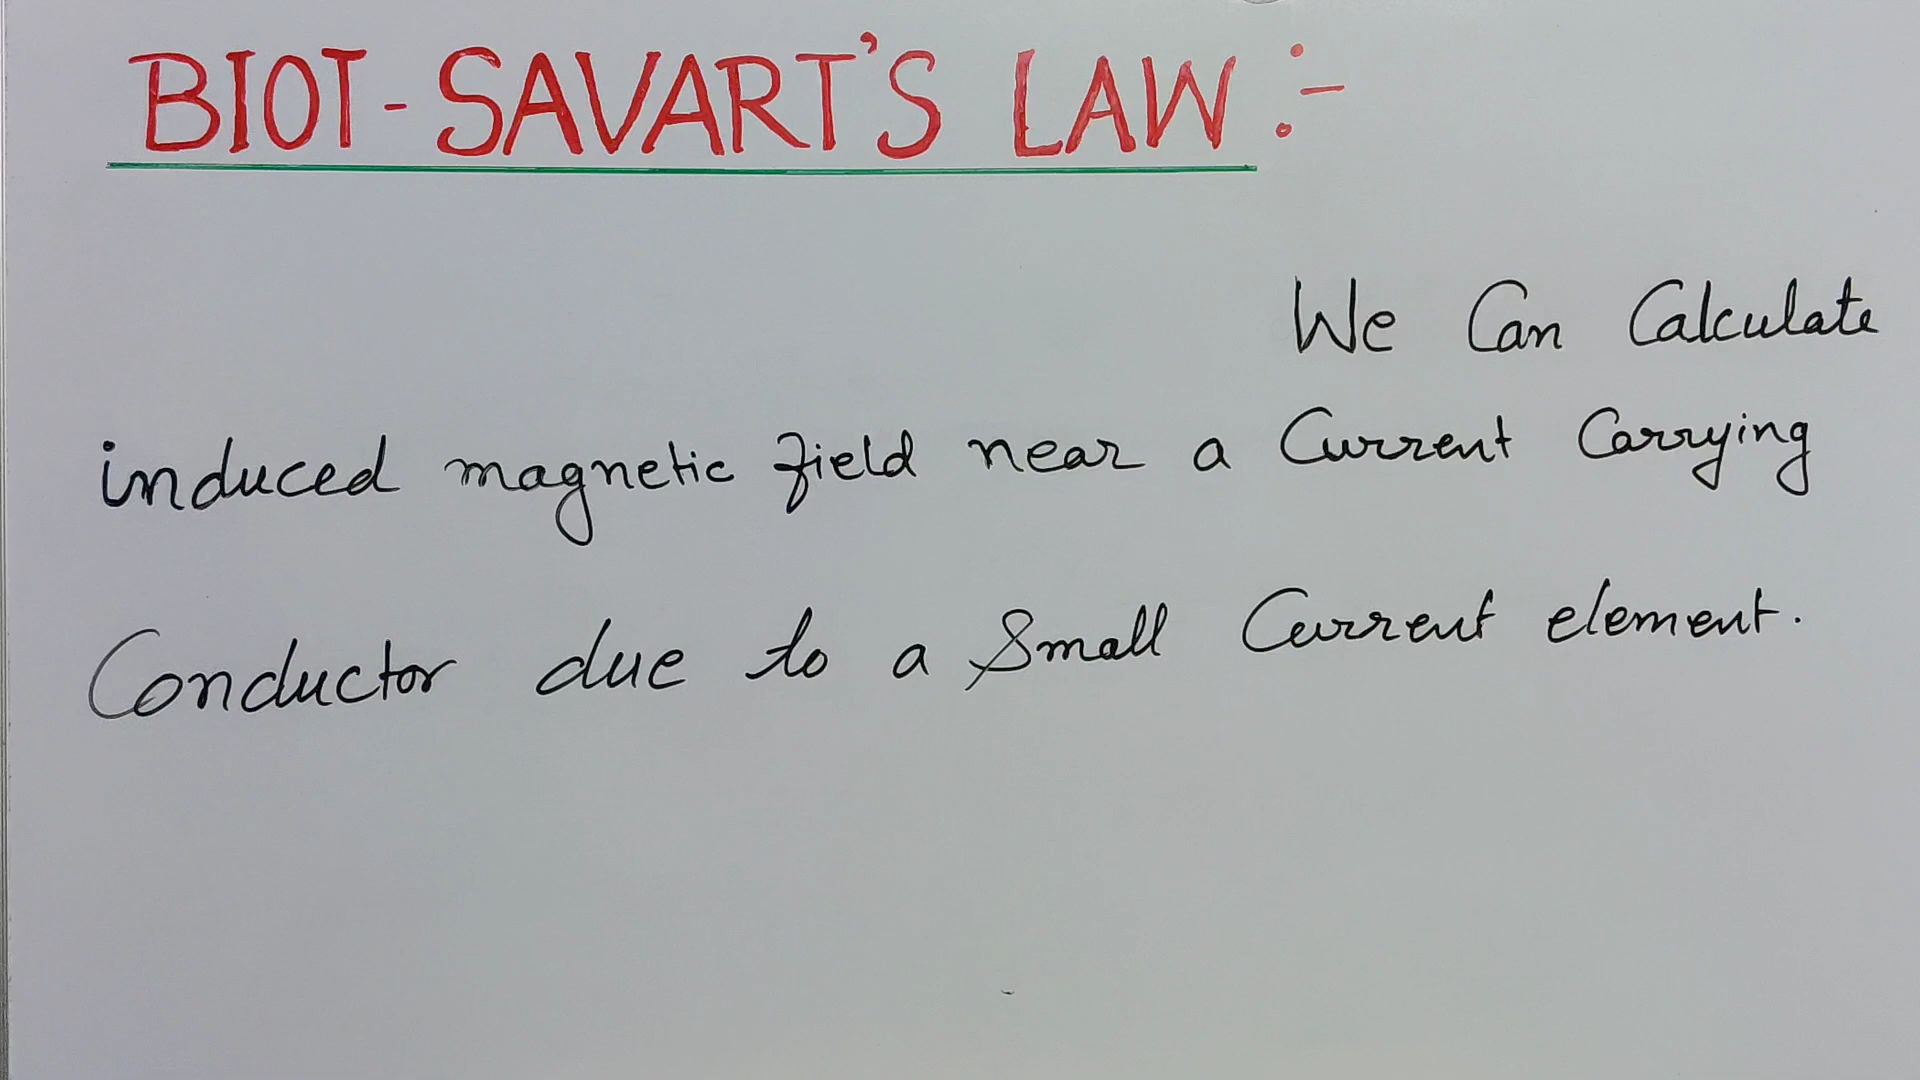 BIOT-SAVART'S LAW :-
We Can Calculate
induced magnetic field near a Current Carrying
Conductor due to a Small Current element.